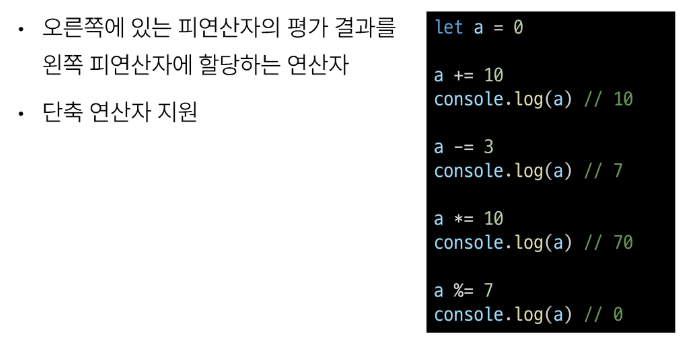 • 오른쪽에 있는 피연산자의 평가 결과를
왼쪽 피연산자에 할당하는 연산자
• 단축 연산자 지원
let a = 0
a += 10
console.log(a) // 10
a -= 3
console.log(a) // 7
a *= 10
console.log(a) // 70
a %= 7
console.log(a) // 0